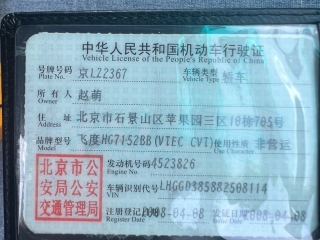 中华人民共和国机动车行驶证
Vehicle License of the People's Republic of China
号牌号码 京LZ2367 车辆类型 轿车
Plate No. Vehicle Type
所有人 赵萌
Owner
住址 北京市石景山区苹果园三区10栋705号
Address
品牌型号 飞度HG7152BB(VTEC CVT) 使用性质 非营运
Model Use Character
北京市公安局公安交通管理局
发动机号码 4523826
Engine No.
车辆识别代号 LHGGD385882508114
VIN
注册登记日期 2008-04-08 发证日期 2008-04-08
Register Date Issue Date